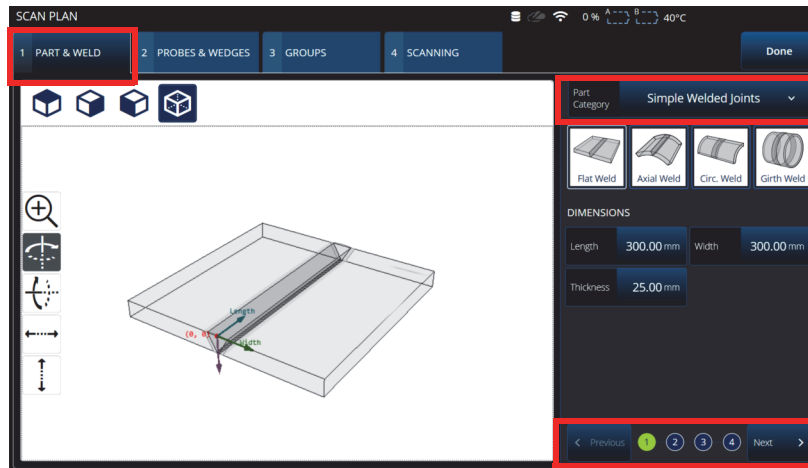 SCAN PLAN
0 % A B 40°C
1 PART & WELD 2 PROBES & WEDGES 3 GROUPS 4 SCANNING Done
Part Category Simple Welded Joints
Flat Weld Axial Weld Circ. Weld Girth Weld
DIMENSIONS
Length 300.00 mm Width 300.00 mm
Thickness 25.00 mm
Length
(0, 0)
Width
< Previous 1 2 3 4 Next >